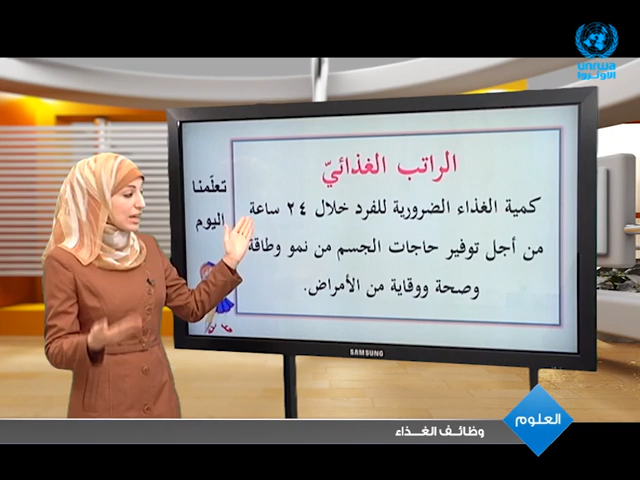 unrwa
الأونروا
الراتب الغذائيّ
كمية الغذاء الضرورية للفرد خلال ٢٤ ساعة
من أجل توفير حاجات الجسم من نمو وطاقة
وصحة ووقاية من الأمراض.
تعلّمنا
اليوم
SAMSUNG
العلوم
وظائف الغذاء